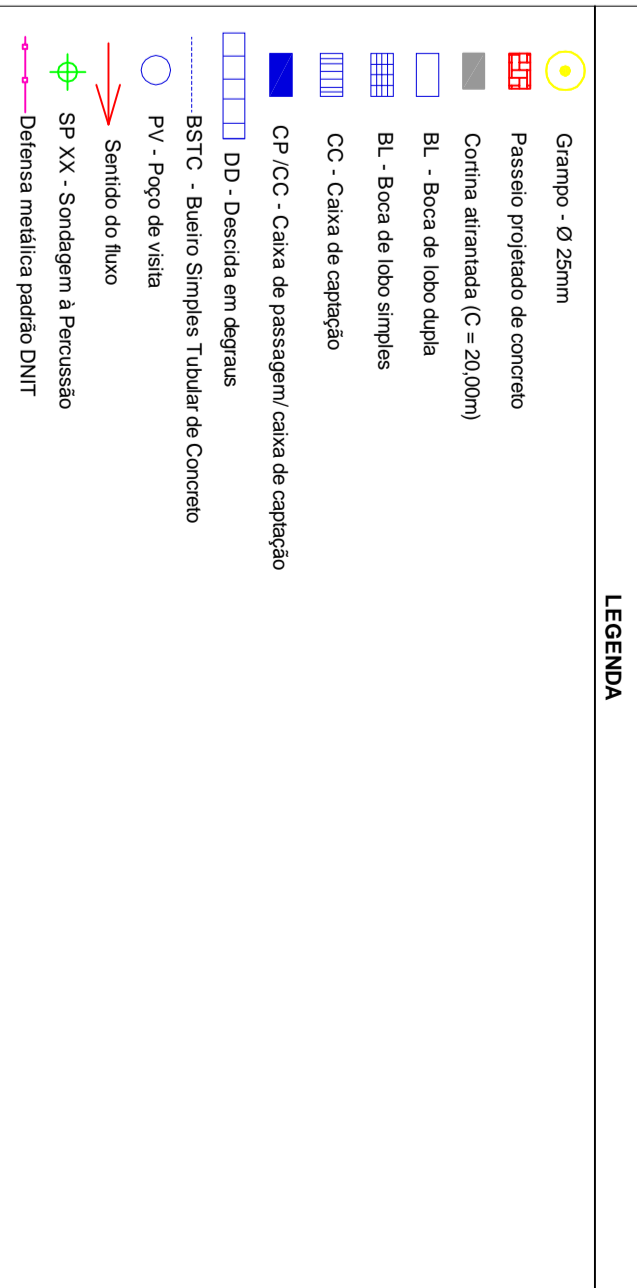 LEGENDA
Grampo - Ø 25mm
Passeio projetado de concreto
Cortina atirantada (C = 20,00m)
BL - Boca de lobo dupla
BL - Boca de lobo simples
CC - Caixa de captação
CP /CC - Caixa de passagem/ caixa de captação
DD - Descida em degraus
BSTC - Bueiro Simples Tubular de Concreto
PV - Poço de visita
Sentido do fluxo
SP XX - Sondagem à Percussão
Defensa metálica padrão DNIT